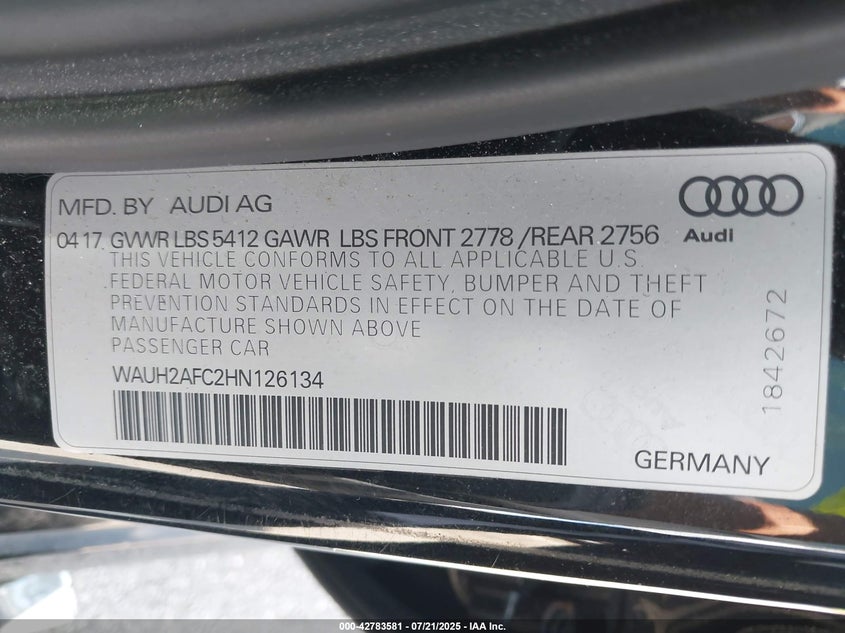 MFD. BY AUDI AG
Audi
04 17 GVWR LBS 5412 GAWR LBS FRONT 2778 / REAR 2756
THIS VEHICLE CONFORMS TO ALL APPLICABLE U.S.
FEDERAL MOTOR VEHICLE SAFETY, BUMPER AND THEFT
PREVENTION STANDARDS IN EFFECT ON THE DATE OF
MANUFACTURE SHOWN ABOVE
PASSENGER CAR
WAUH2AFC2HN126134
1842672
GERMANY
000-42783581 - 07/21/2025 - IAA Inc.